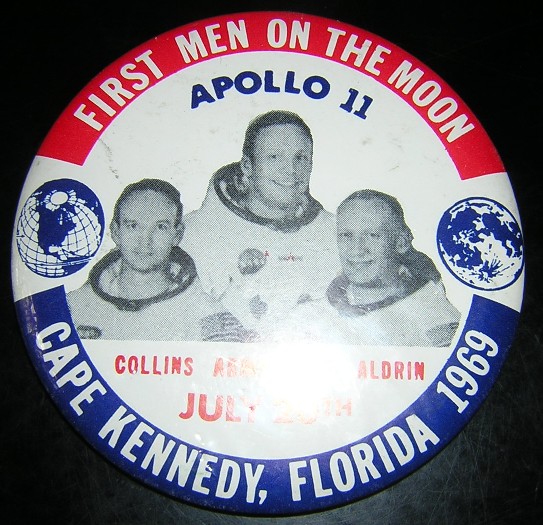 FIRST MEN ON THE MOON
APOLLO 11
COLLINS ALDRIN
JULY
CAPE KENNEDY, FLORIDA 1969